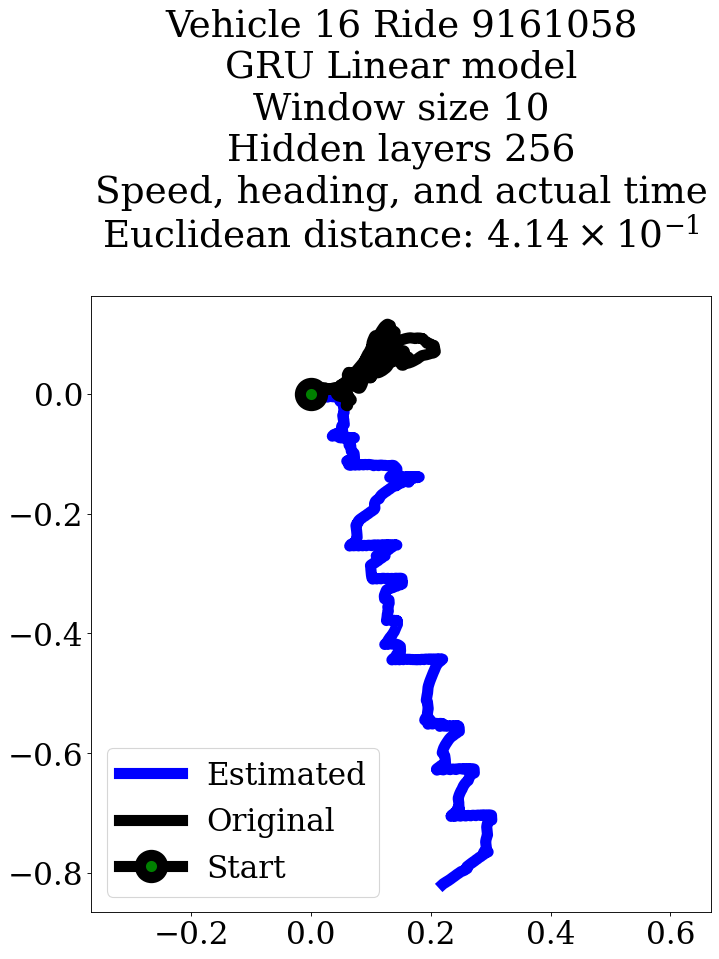 Vehicle 16 Ride 9161058
GRU Linear model
Window size 10
Hidden layers 256
Speed, heading, and actual time
Euclidean distance: 4.14 × 10⁻¹
0.0
−0.2
−0.4
−0.6
−0.8
Estimated
Original
Start
−0.2 0.0 0.2 0.4 0.6